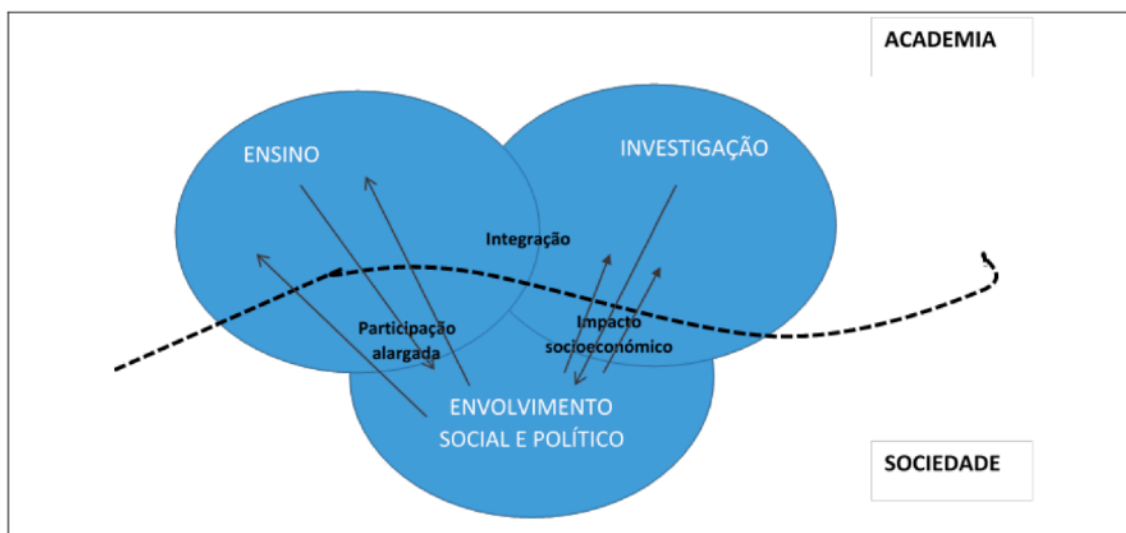 ACADEMIA
ENSINO
INVESTIGAÇÃO
Integração
Participação
alargada
Impacto
socioeconómico
ENVOLVIMENTO
SOCIAL E POLÍTICO
SOCIEDADE